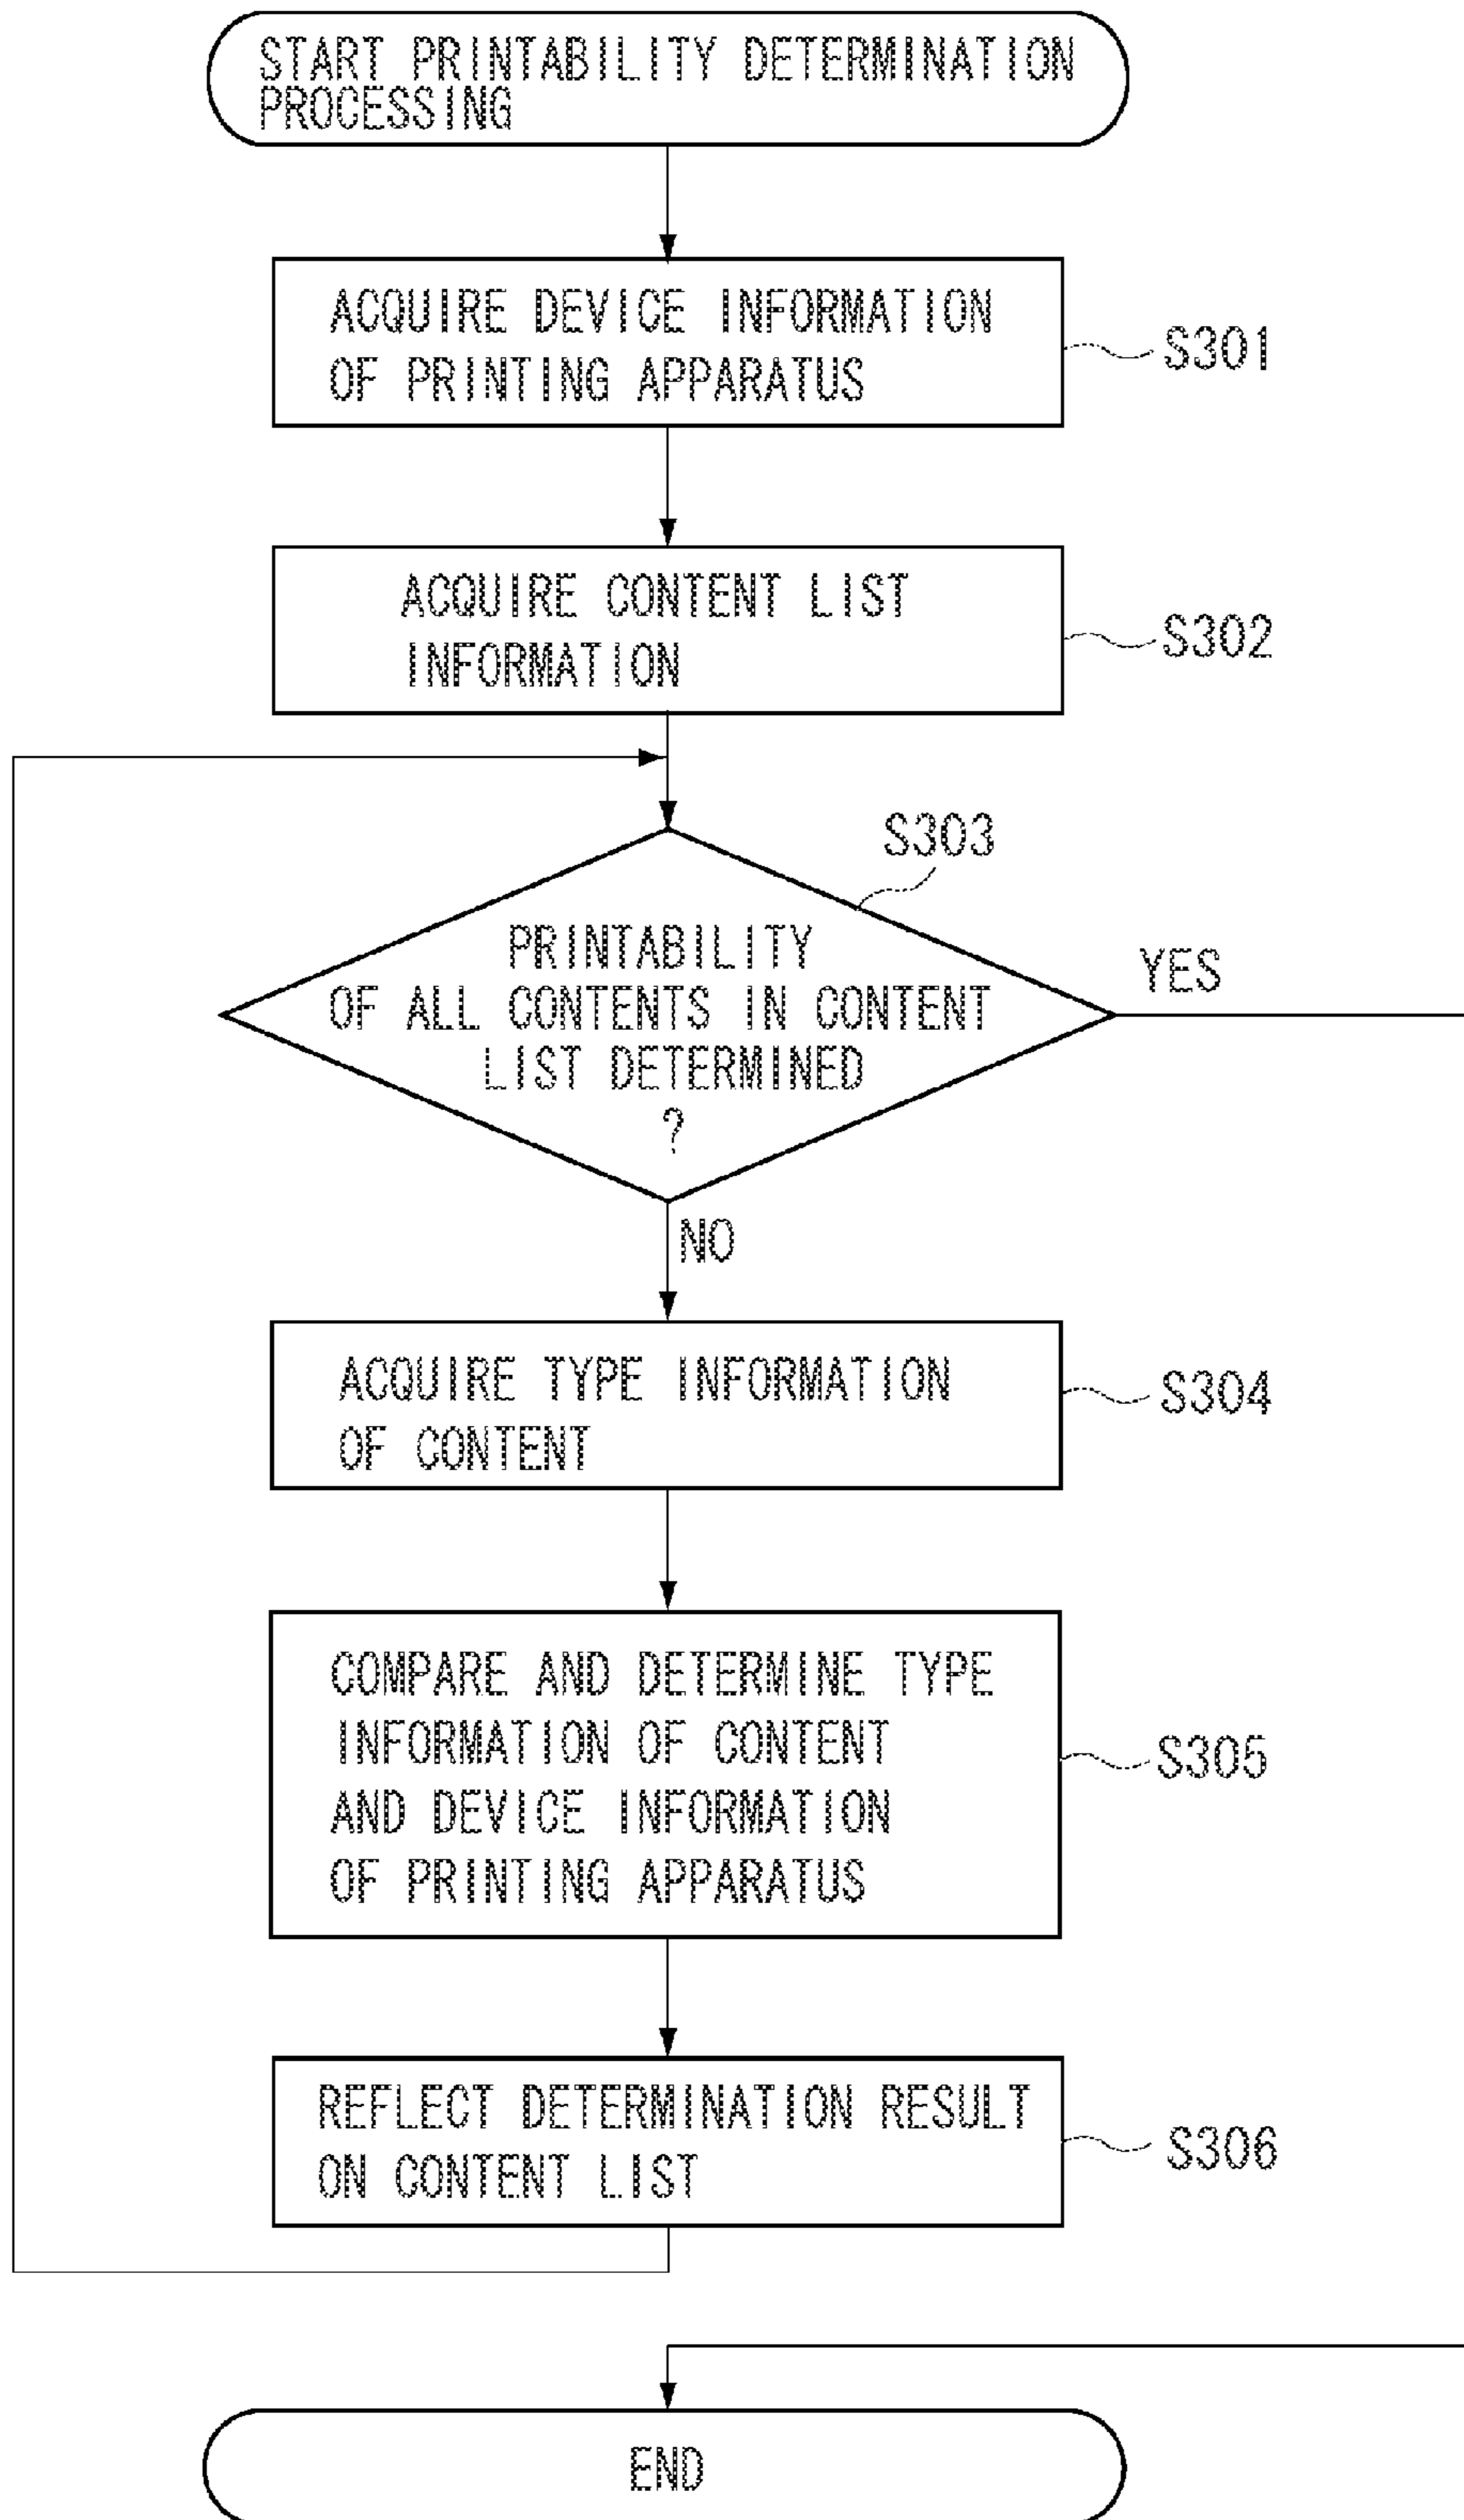 START PRINTABILITY DETERMINATION
PROCESSING
ACQUIRE DEVICE INFORMATION
OF PRINTING APPARATUS
S301
ACQUIRE CONTENT LIST
INFORMATION
S302
S303
PRINTABILITY
OF ALL CONTENTS IN CONTENT
LIST DETERMINED
?
YES
NO
ACQUIRE TYPE INFORMATION
OF CONTENT
S304
COMPARE AND DETERMINE TYPE
INFORMATION OF CONTENT
AND DEVICE INFORMATION
OF PRINTING APPARATUS
S305
REFLECT DETERMINATION RESULT
ON CONTENT LIST
S306
END